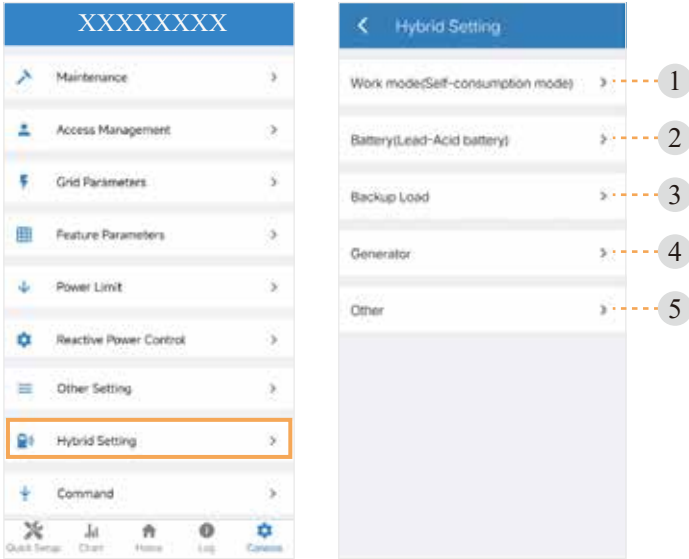 XXXXXXXX
Maintenance
Access Management
Grid Parameters
Feature Parameters
Power Limit
Reactive Power Control
Other Setting
Hybrid Setting
Command
Quick Setup Chart Home Log Console
Hybrid Setting
Work mode(Self-consumption mode) 1
Battery(Lead-Acid battery) 2
Backup Load 3
Generator 4
Other 5